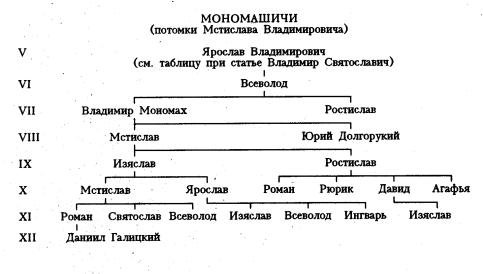 МОНОМАШИЧИ
(потомки Мстислава Владимировича)
V Ярослав Владимирович
(см. таблицу при статье Владимир Святославич)
VI Всеволод
VII Владимир Мономах Ростислав
VIII Мстислав Юрий Долгорукий
IX Изяслав Ростислав
X Мстислав Ярослав Роман Рюрик Давид Агафья
XI Роман Святослав Всеволод Изяслав Всеволод Ингварь Изяслав
XII Даниил Галицкий